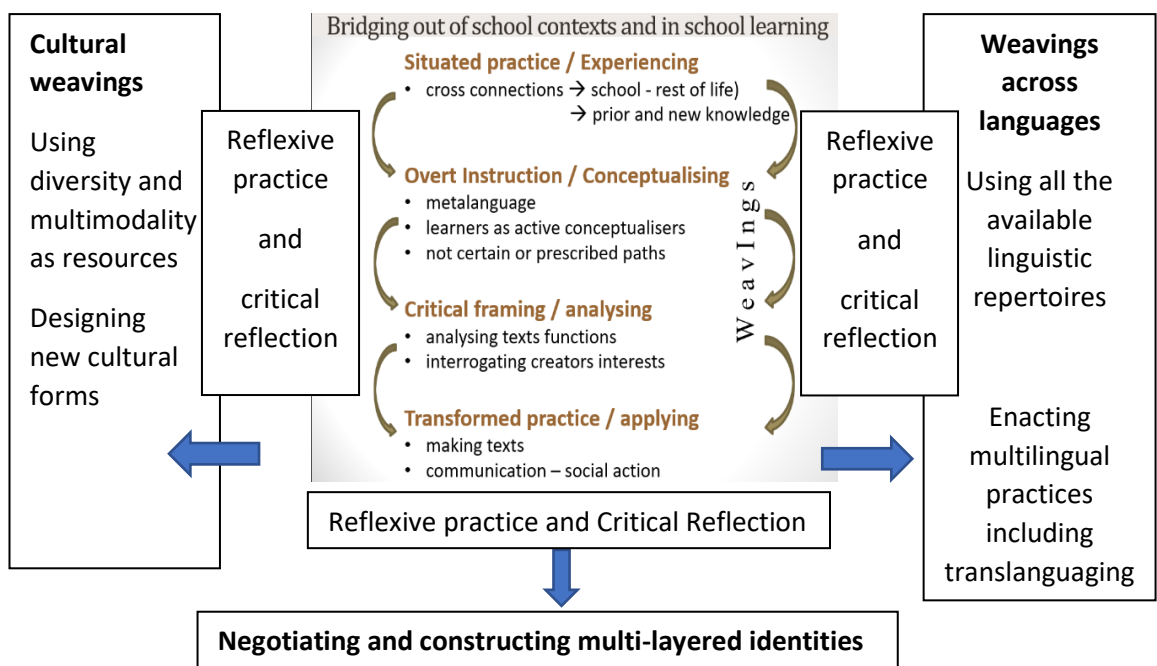 Cultural
weavings
Using
diversity and
multimodality
as resources
Designing
new cultural
forms
Reflexive
practice
and
critical
reflection
Bridging out of school contexts and in school learning
Situated practice / Experiencing
• cross connections → school - rest of life)
→ prior and new knowledge
Overt Instruction / Conceptualising
• metalanguage
• learners as active conceptualisers
• not certain or prescribed paths
Critical framing / analysing
• analysing texts functions
• interrogating creators interests
Transformed practice / applying
• making texts
• communication – social action
WeavIngs
Reflexive
practice
and
critical
reflection
Weavings
across
languages
Using all the
available
linguistic
repertoires
Enacting
multilingual
practices
including
translanguaging
Reflexive practice and Critical Reflection
Negotiating and constructing multi-layered identities